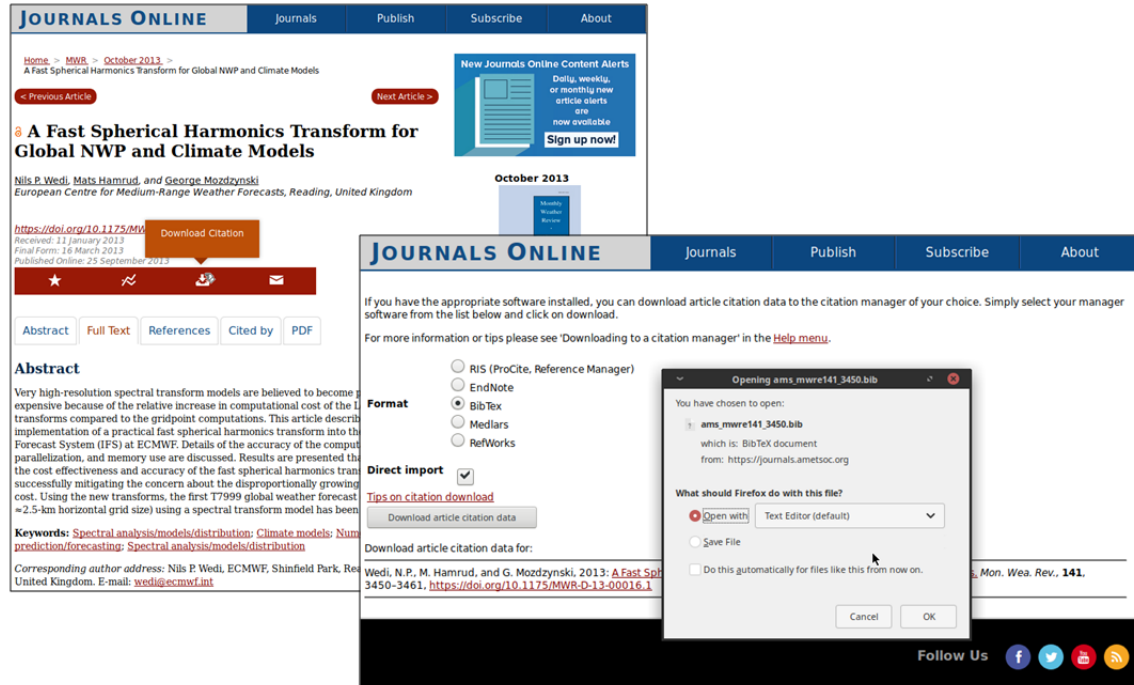 JOURNALS ONLINE
Journals
Publish
Subscribe
About
Home > MWR > October 2013 >
A Fast Spherical Harmonics Transform for Global NWP and Climate Models
< Previous Article
Next Article >
New Journals Online Content Alerts
Daily, weekly,
or monthly new
article alerts
are
now available
Sign up now!
A Fast Spherical Harmonics Transform for
Global NWP and Climate Models
Nils P. Wedi, Mats Hamrud, and George Mozdzynski
European Centre for Medium-Range Weather Forecasts, Reading, United Kingdom
October 2013
Monthly
Weather
Review
https://doi.org/10.1175/MW
Received: 11 January 2013
Final Form: 16 March 2013
Published Online: 25 September 2013
Download Citation
Abstract
Full Text
References
Cited by
PDF
Abstract
Very high-resolution spectral transform models are believed to become p
expensive because of the relative increase in computational cost of the L
transforms compared to the gridpoint computations. This article describ
implementation of a practical fast spherical harmonics transform into the
Forecast System (IFS) at ECMWF. Details of the accuracy of the comput
parallelization, and memory use are discussed. Results are presented tha
the cost effectiveness and accuracy of the fast spherical harmonics tran
successfully mitigating the concern about the disproportionally growing
cost. Using the new transforms, the first T7999 global weather forecast
≈2.5-km horizontal grid size) using a spectral transform model has been
Keywords: Spectral analysis/models/distribution; Climate models; Num
prediction/forecasting; Spectral analysis/models/distribution
Corresponding author address: Nils P. Wedi, ECMWF, Shinfield Park, Rea
United Kingdom. E-mail: wedi@ecmwf.int
JOURNALS ONLINE
Journals
Publish
Subscribe
About
If you have the appropriate software installed, you can download article citation data to the citation manager of your choice. Simply select your manager
software from the list below and click on download.
For more information or tips please see 'Downloading to a citation manager' in the Help menu.
Format
RIS (ProCite, Reference Manager)
EndNote
BibTex
Medlars
RefWorks
Direct import
Tips on citation download
Download article citation data
Download article citation data for:
Wedi, N.P., M. Hamrud, and G. Mozdzynski, 2013: A Fast Sph
s, Mon. Wea. Rev., 141,
3450–3461, https://doi.org/10.1175/MWR-D-13-00016.1
Opening ams_mwre141_3450.bib
You have chosen to open:
ams_mwre141_3450.bib
which is: BibTeX document
from: https://journals.ametsoc.org
What should Firefox do with this file?
Open with
Text Editor (default)
Save File
Do this automatically for files like this from now on.
Cancel
OK
Follow Us